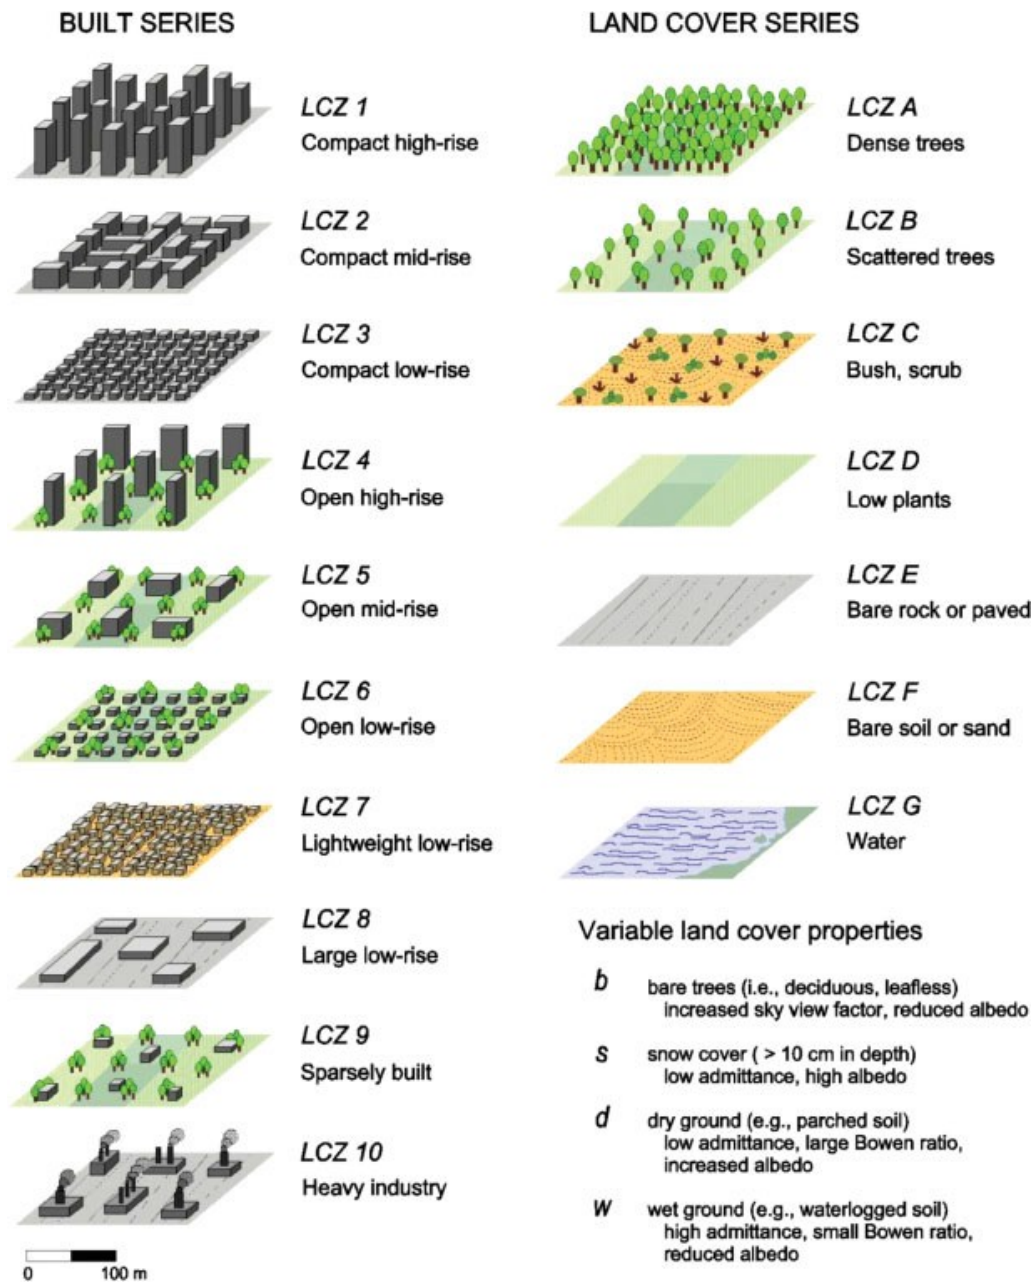 BUILT SERIES
LCZ 1
Compact high-rise
LCZ 2
Compact mid-rise
LCZ 3
Compact low-rise
LCZ 4
Open high-rise
LCZ 5
Open mid-rise
LCZ 6
Open low-rise
LCZ 7
Lightweight low-rise
LCZ 8
Large low-rise
LCZ 9
Sparsely built
LCZ 10
Heavy industry
0 100 m
LAND COVER SERIES
LCZ A
Dense trees
LCZ B
Scattered trees
LCZ C
Bush, scrub
LCZ D
Low plants
LCZ E
Bare rock or paved
LCZ F
Bare soil or sand
LCZ G
Water
Variable land cover properties
b bare trees (i.e., deciduous, leafless)
increased sky view factor, reduced albedo
s snow cover ( > 10 cm in depth)
low admittance, high albedo
d dry ground (e.g., parched soil)
low admittance, large Bowen ratio,
increased albedo
w wet ground (e.g., waterlogged soil)
high admittance, small Bowen ratio,
reduced albedo